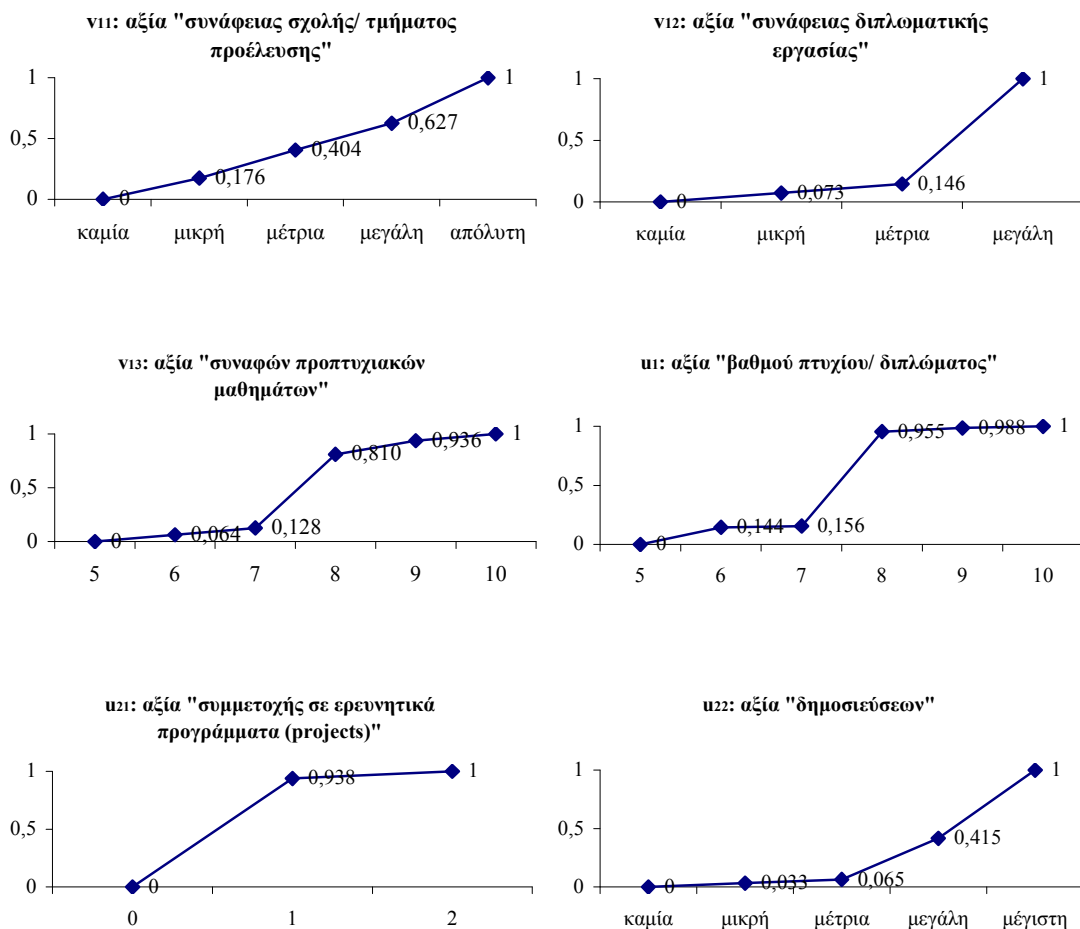 v11: αξία "συνάφειας σχολής/ τμήματος
προέλευσης"
1
0,5
0
0
0,176
0,404
0,627
1
καμία μικρή μέτρια μεγάλη απόλυτη
v12: αξία "συνάφειας διπλωματικής
εργασίας"
1
0,5
0
0
0,073
0,146
1
καμία μικρή μέτρια μεγάλη
v13: αξία "συναφών προπτυχιακών
μαθημάτων"
1
0,5
0
0
0,064
0,128
0,810
0,936
1
5 6 7 8 9 10
u1: αξία "βαθμού πτυχίου/ διπλώματος"
1
0,5
0
0
0,144
0,156
0,955
0,988
1
5 6 7 8 9 10
u21: αξία "συμμετοχής σε ερευνητικά
προγράμματα (projects)"
1
0,5
0
0
0,938
1
0 1 2
u22: αξία "δημοσιεύσεων"
1
0,5
0
0
0,033
0,065
0,415
1
καμία μικρή μέτρια μεγάλη μέγιστη